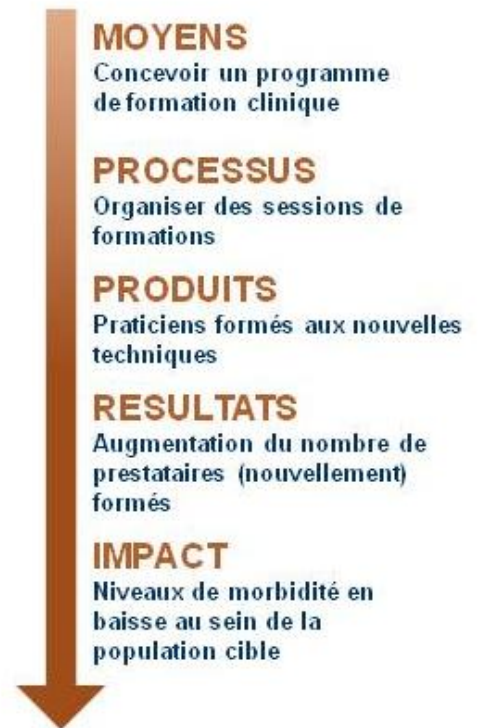 MOYENS
Concevoir un programme
de formation clinique
PROCESSUS
Organiser des sessions de
formations
PRODUITS
Praticiens formés aux nouvelles
techniques
RESULTATS
Augmentation du nombre de
prestataires (nouvellement)
formés
IMPACT
Niveaux de morbidité en
baisse au sein de la
population cible